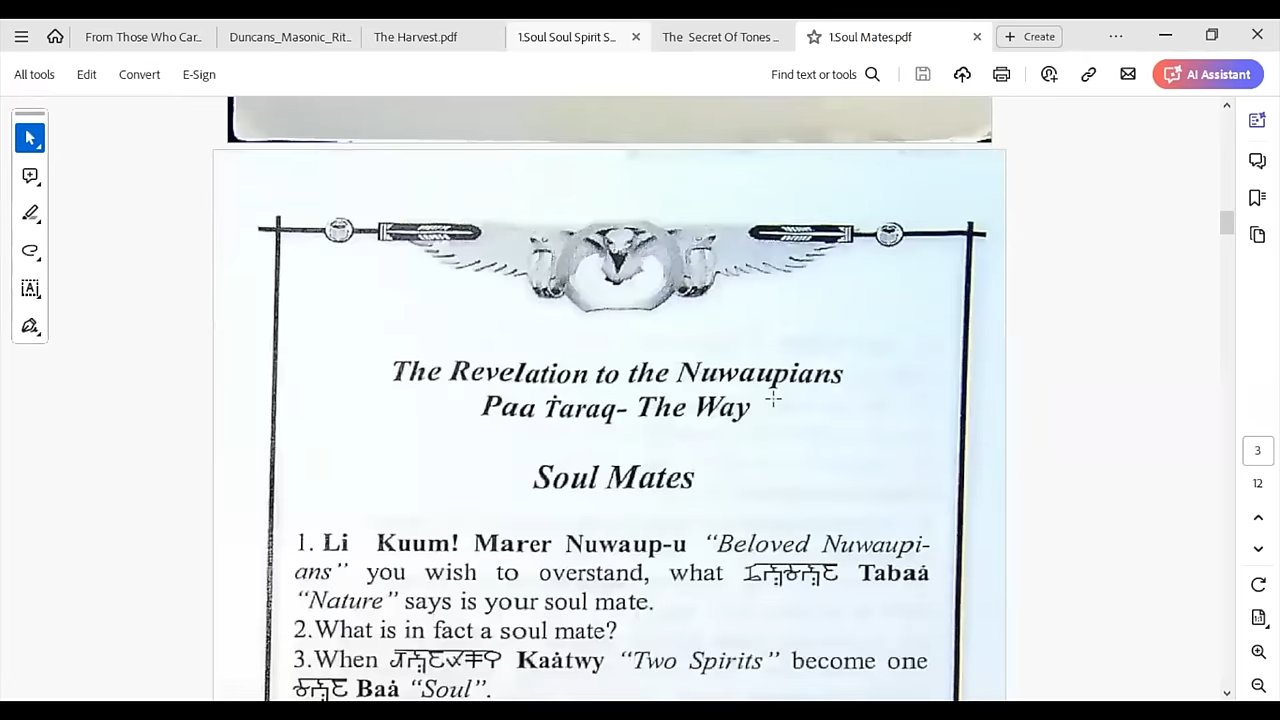 From Those Who Car...
Duncans_Masonic_Rit...
The Harvest.pdf
1.Soul Soul Spirit S...
The Secret Of Tones ...
1.Soul Mates.pdf
Create
All tools
Edit
Convert
E-Sign
Find text or tools
AI Assistant
The Revelation to the Nuwaupians
Paa Ṫaraq- The Way
Soul Mates
1. Li Kuum! Marer Nuwaup-u “Beloved Nuwaupi-
ans” you wish to overstand, what Tabaȧ
“Nature” says is your soul mate.
2.What is in fact a soul mate?
3.When Kaȧtwy “Two Spirits” become one
Baȧ “Soul”.
3
12